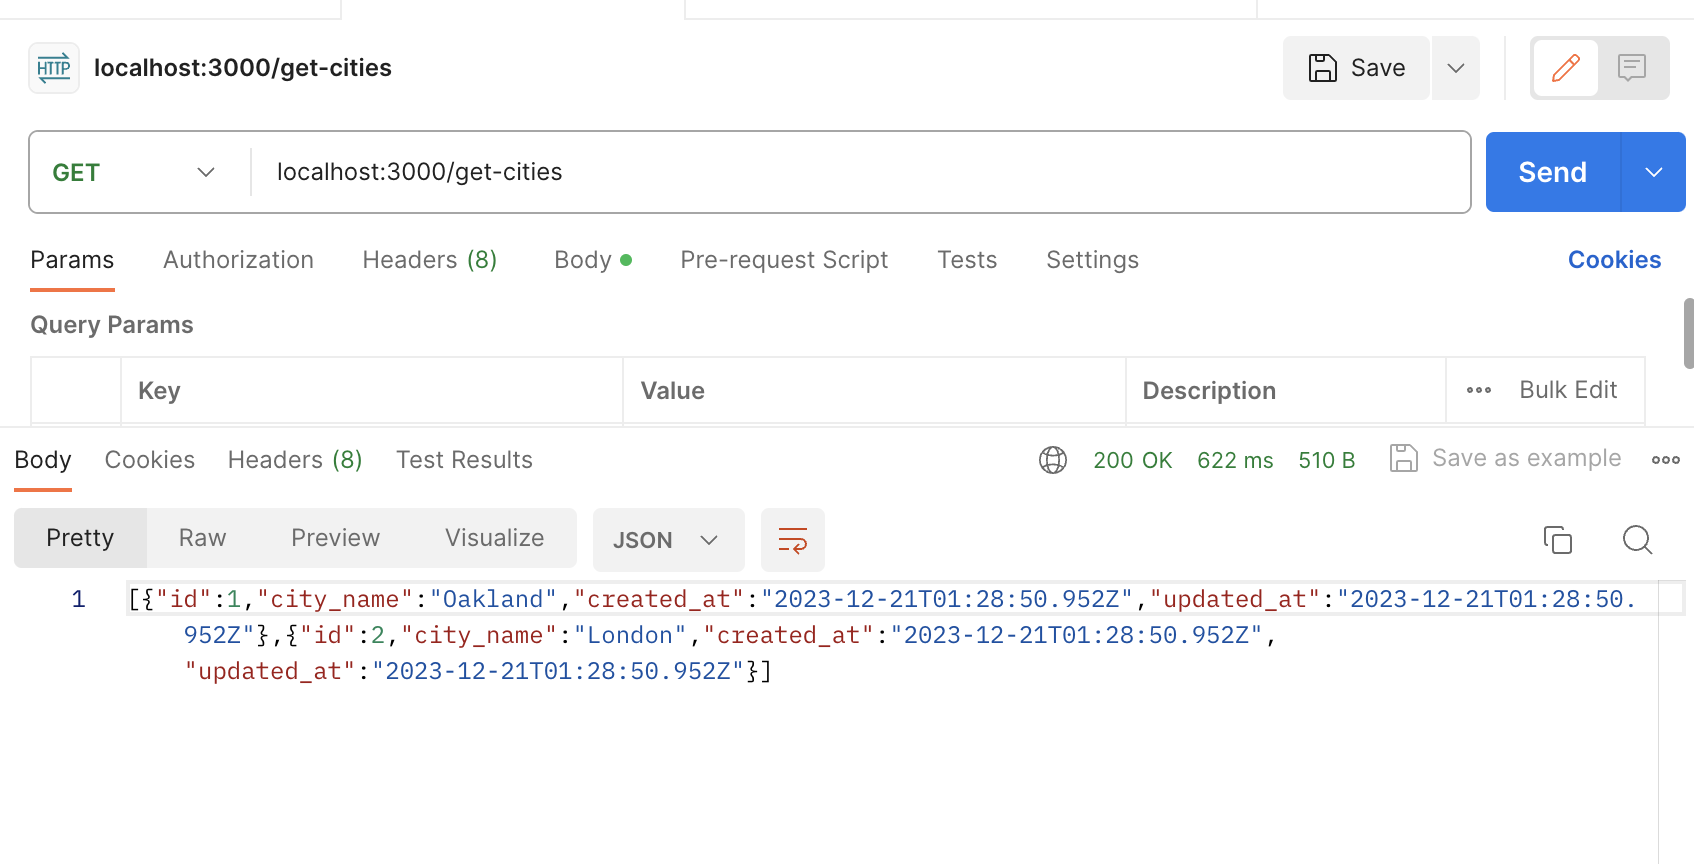 HTTP localhost:3000/get-cities Save
GET localhost:3000/get-cities Send
Params Authorization Headers (8) Body Pre-request Script Tests Settings Cookies
Query Params
Key Value Description Bulk Edit
Body Cookies Headers (8) Test Results 200 OK 622 ms 510 B Save as example
Pretty Raw Preview Visualize JSON
1 [{"id":1,"city_name":"Oakland","created_at":"2023-12-21T01:28:50.952Z","updated_at":"2023-12-21T01:28:50.
952Z"},{"id":2,"city_name":"London","created_at":"2023-12-21T01:28:50.952Z",
"updated_at":"2023-12-21T01:28:50.952Z"}]